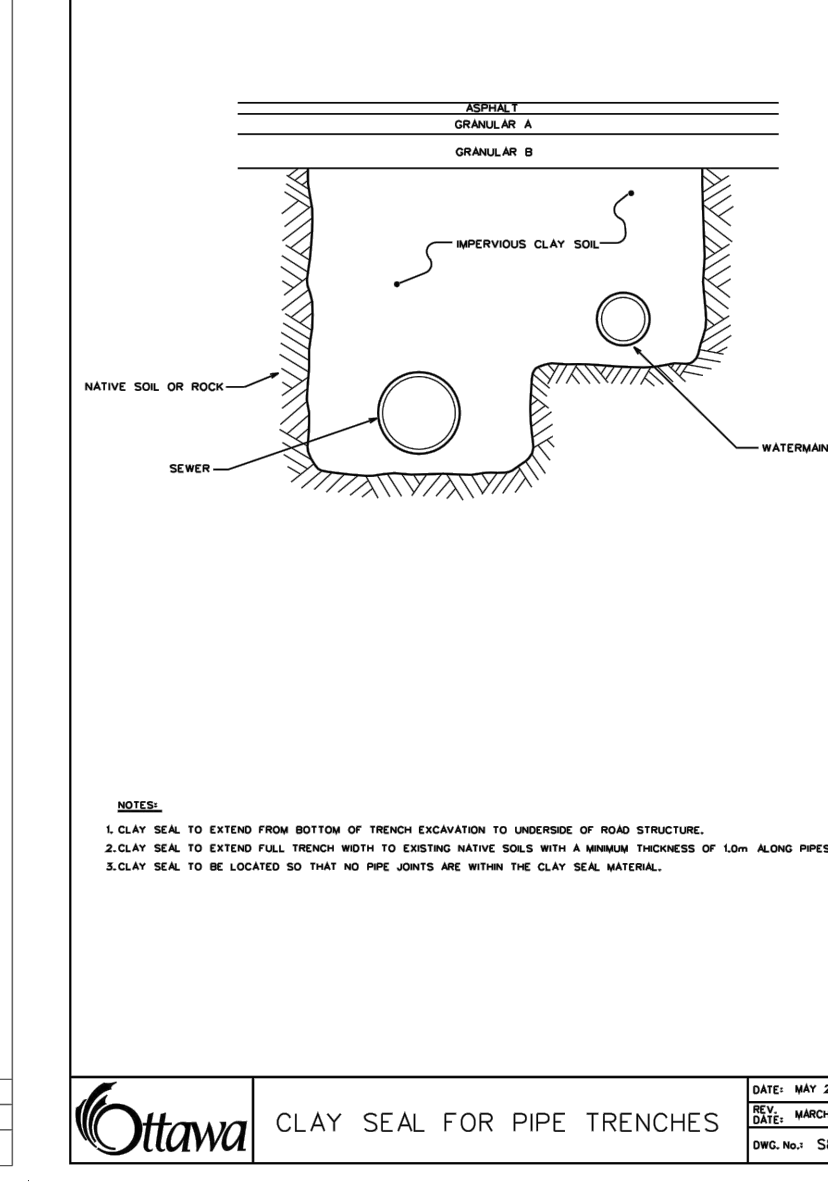 ASPHALT
GRANULAR A
GRANULAR B
IMPERVIOUS CLAY SOIL
NATIVE SOIL OR ROCK
WATERMAIN
SEWER
NOTES:
1. CLAY SEAL TO EXTEND FROM BOTTOM OF TRENCH EXCAVATION TO UNDERSIDE OF ROAD STRUCTURE.
2. CLAY SEAL TO EXTEND FULL TRENCH WIDTH TO EXISTING NATIVE SOILS WITH A MINIMUM THICKNESS OF 1.0m ALONG PIPES
3. CLAY SEAL TO BE LOCATED SO THAT NO PIPE JOINTS ARE WITHIN THE CLAY SEAL MATERIAL.
Ottawa
CLAY SEAL FOR PIPE TRENCHES
DATE: MAY
REV. DATE: MARCH
DWG. No.: